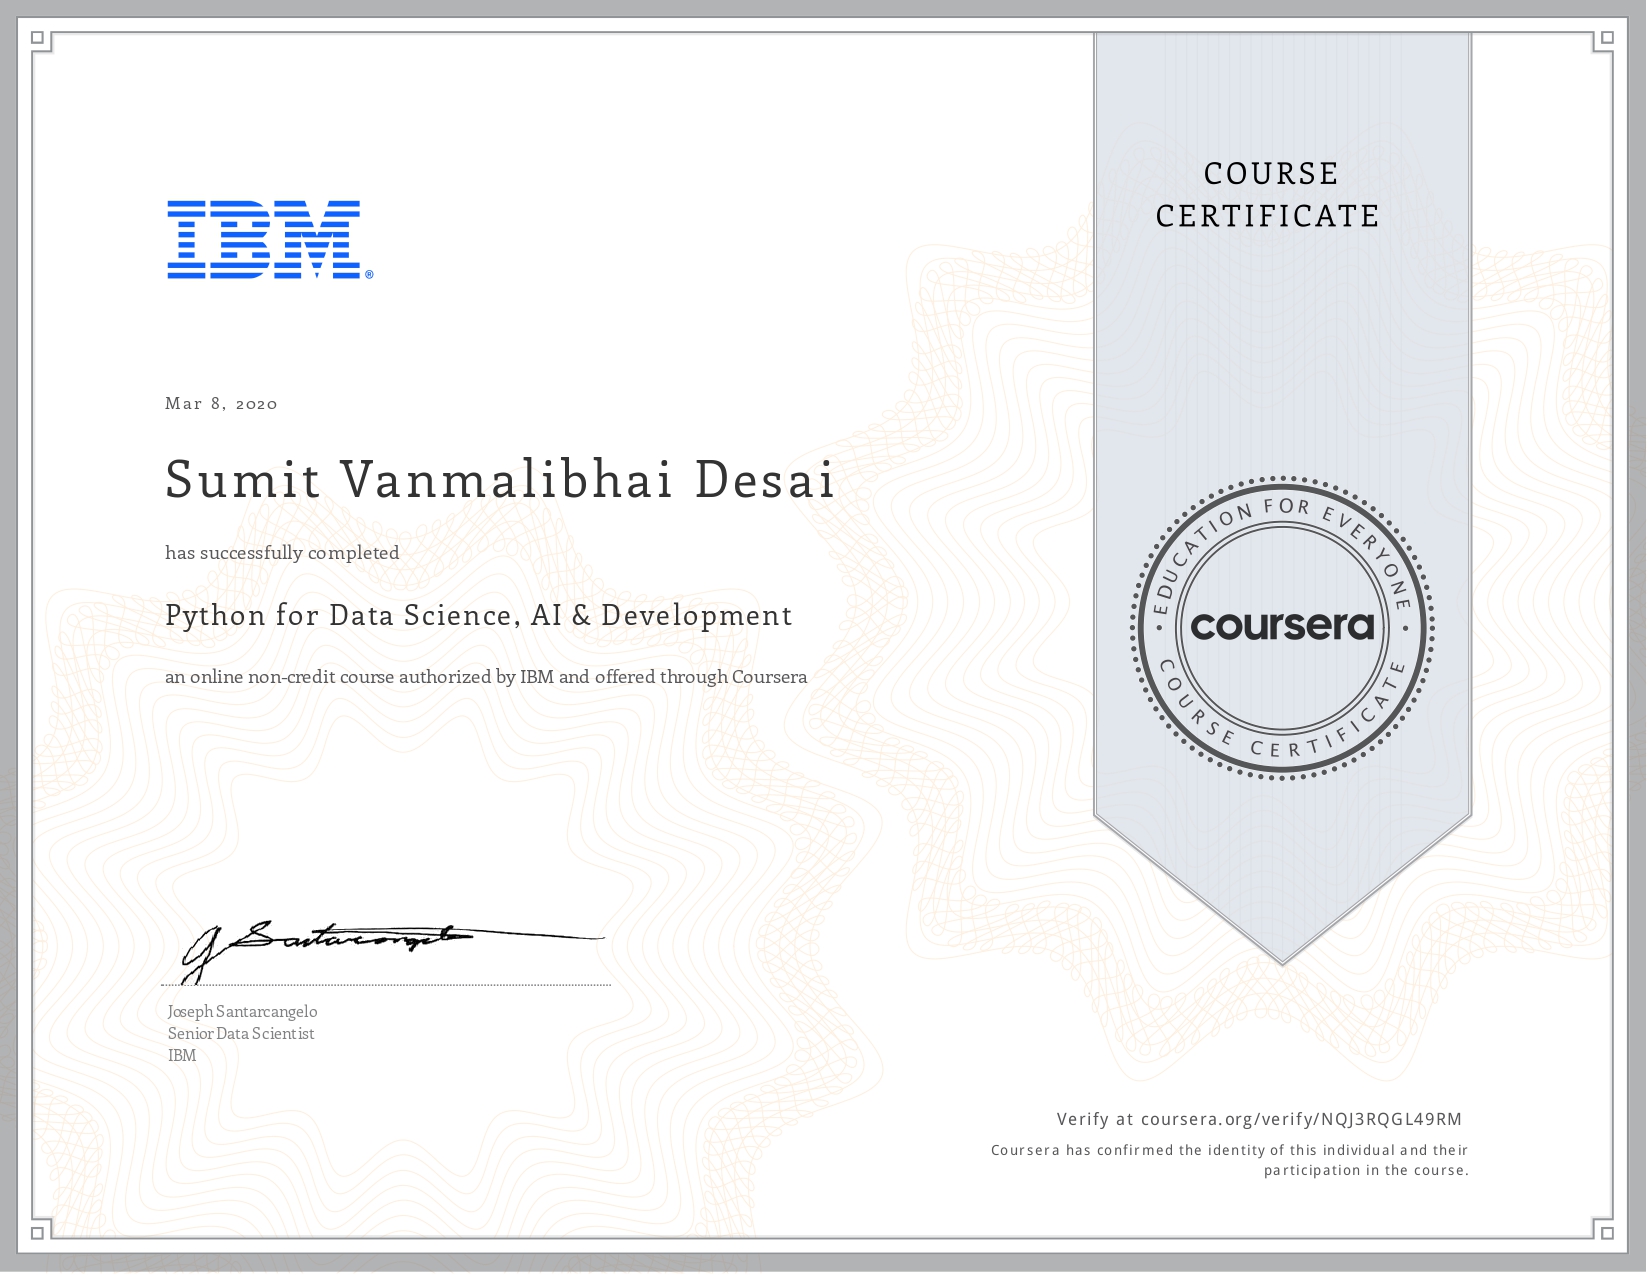 COURSE
CERTIFICATE
IBM®
Mar 8, 2020
Sumit Vanmalibhai Desai
has successfully completed
Python for Data Science, AI & Development
an online non-credit course authorized by IBM and offered through Coursera
EDUCATION FOR EVERYONE
coursera
COURSE CERTIFICATE
J Santarcangelo
Joseph Santarcangelo
Senior Data Scientist
IBM
Verify at coursera.org/verify/NQJ3RQGL49RM
Coursera has confirmed the identity of this individual and their
participation in the course.